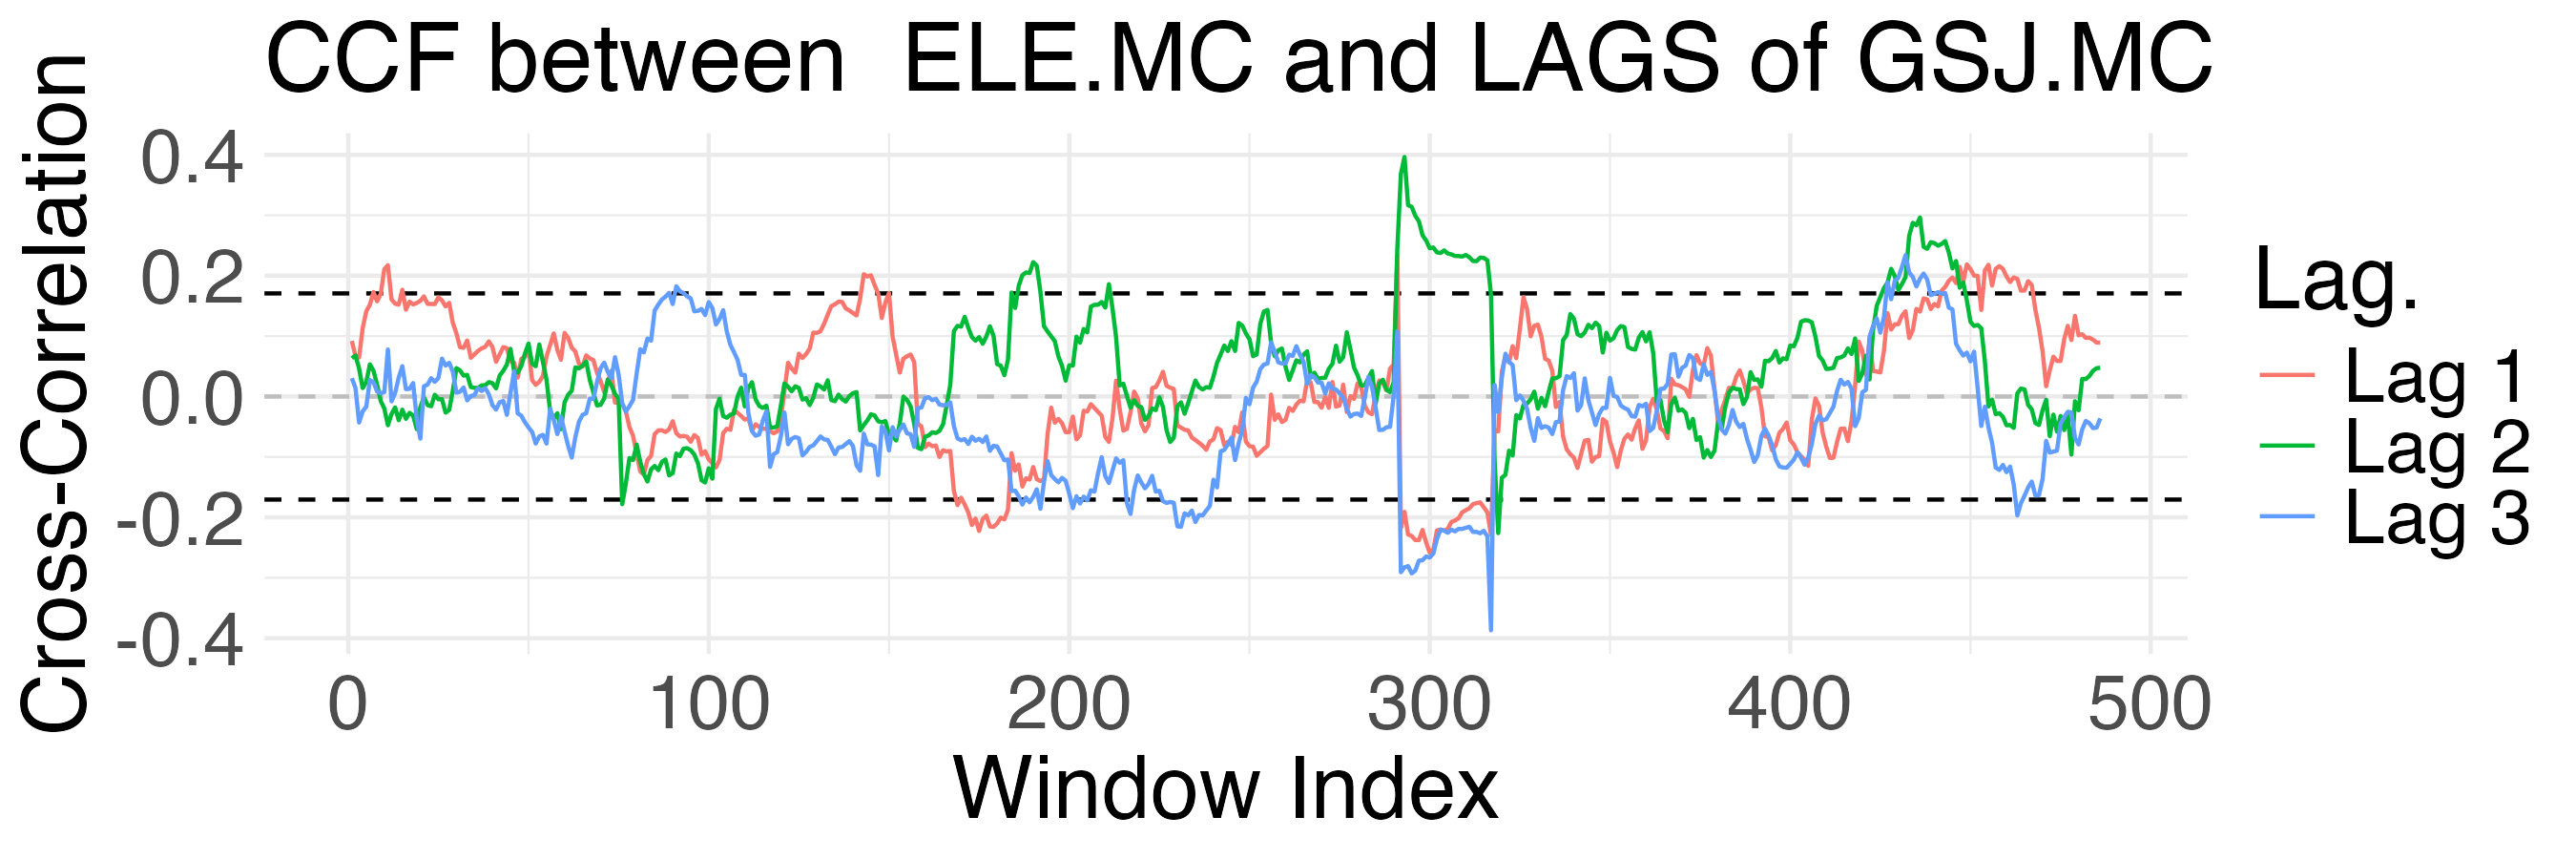 CCF between  ELE.MC and LAGS of GSJ.MC
Cross-Correlation
0.4
0.2
0.0
-0.2
-0.4
0 100 200 300 400 500
Window Index
Lag.
Lag 1
Lag 2
Lag 3